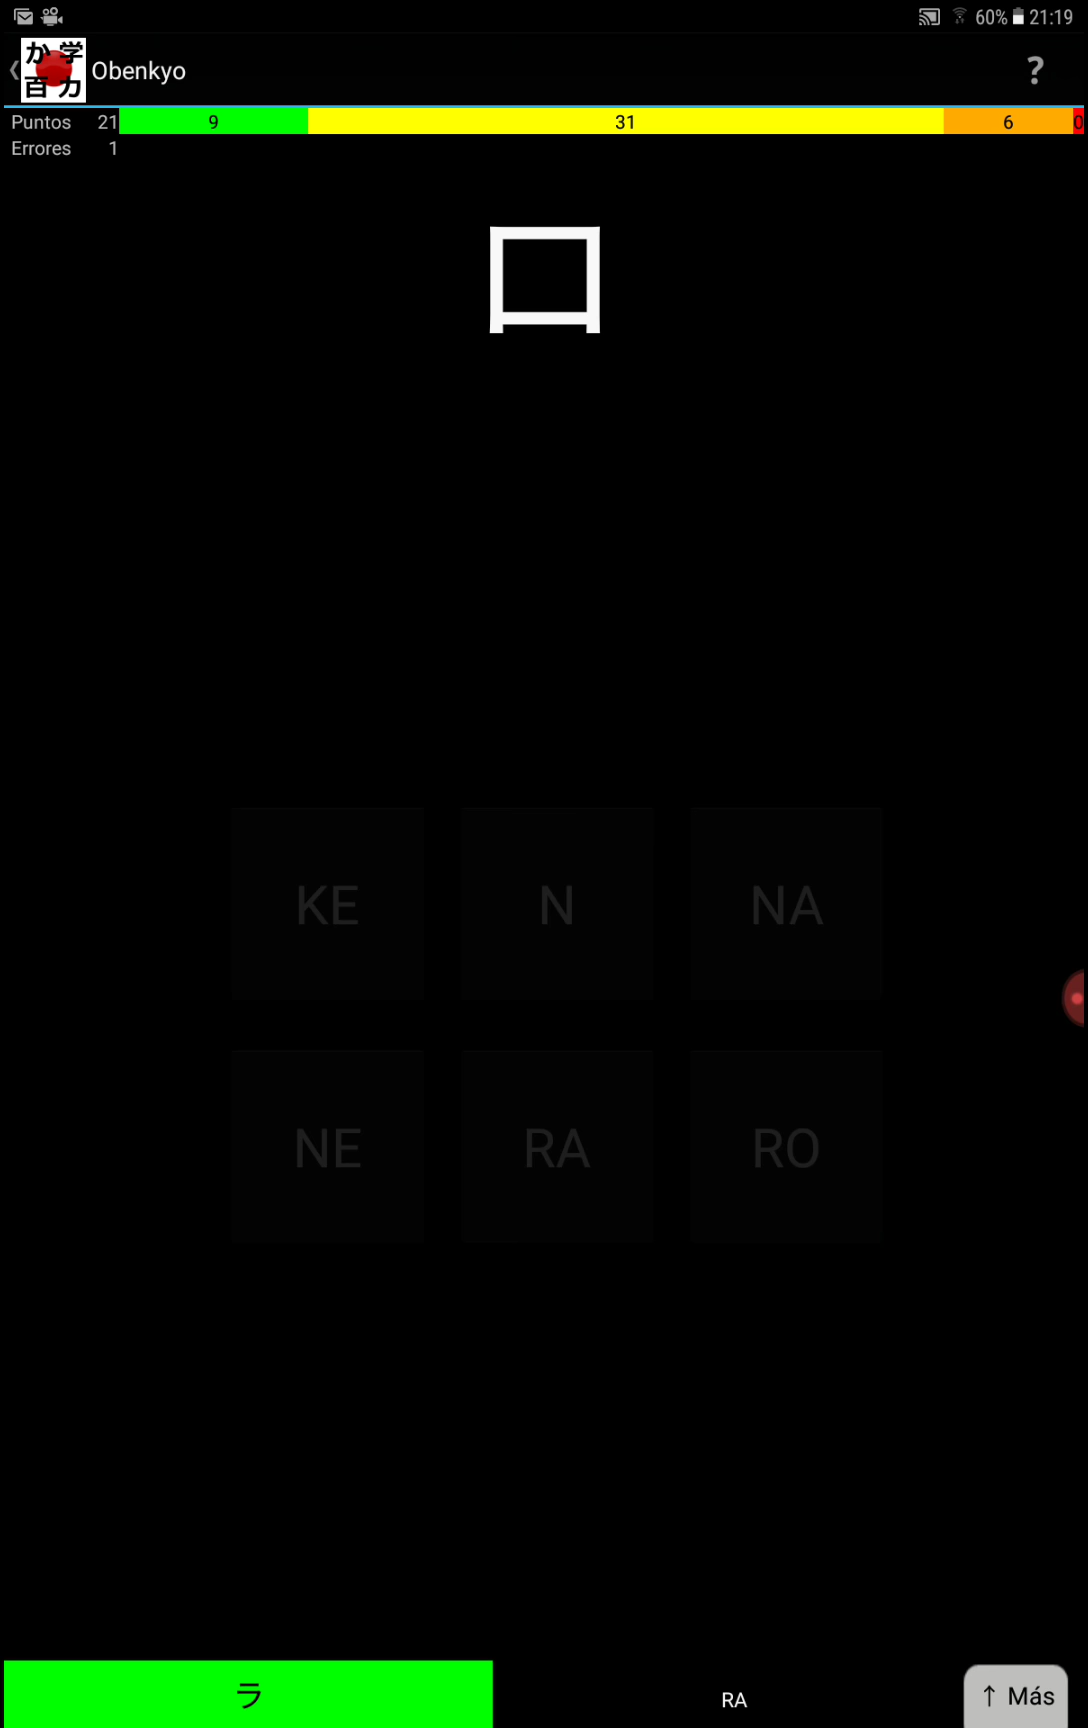 60% 21:19
か学
百力
Obenkyo
?
Puntos 21 9 31 6 0
Errores 1
ロ
KE N NA
NE RA RO
ラ RA ↑ Más